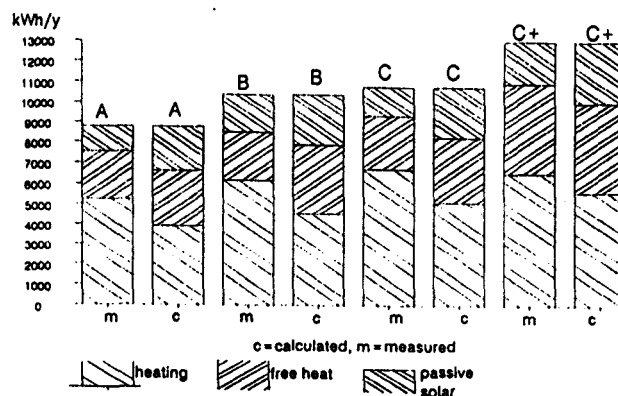 kWh/y
13000
12000
11000
10000
9000
8000
7000
6000
5000
4000
3000
2000
1000
0
A A B B C C C+ C+
m c m c m c m c
c=calculated, m=measured
heating free heat passive
solar